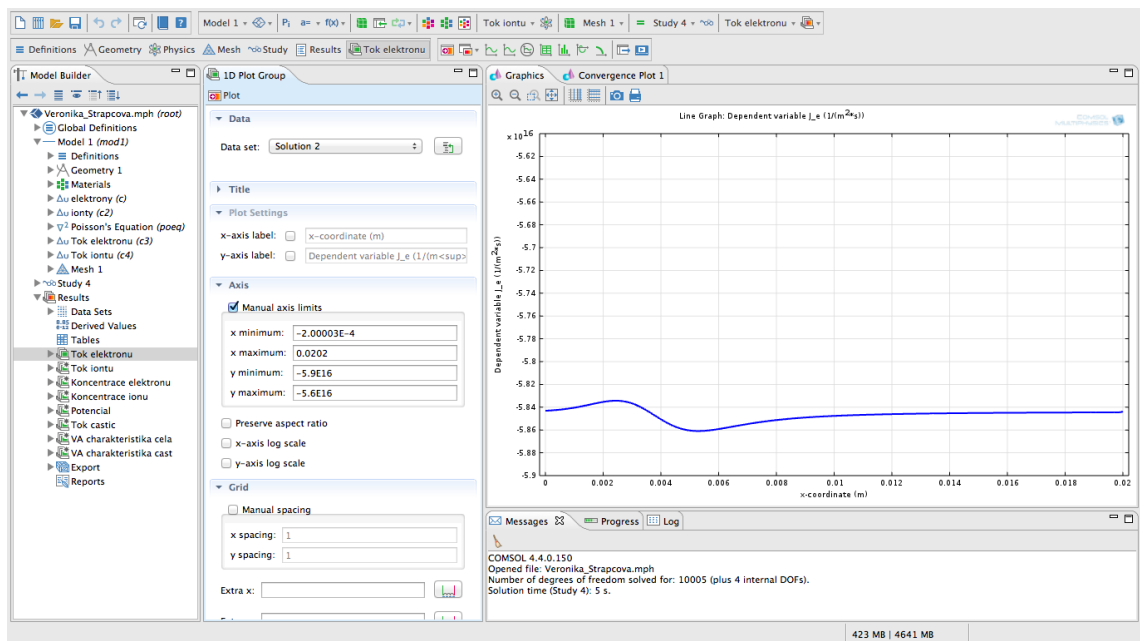 Model 1 Pi a= f(x) Tok iontu Mesh 1 = Study 4 Tok elektronu
Definitions Geometry Physics Mesh Study Results Tok elektronu
Model Builder
Veronika_Strapcova.mph (root)
Global Definitions
Model 1 (mod1)
Definitions
Geometry 1
Materials
Δu elektrony (c)
Δu ionty (c2)
∇² Poisson's Equation (poeq)
Δu Tok elektronu (c3)
Δu Tok iontu (c4)
Mesh 1
Study 4
Results
Data Sets
Derived Values
Tables
Tok elektronu
Tok iontu
Koncentrace elektronu
Koncentrace ionu
Potencial
Tok castic
VA charakteristika cela
VA charakteristika cast
Export
Reports
1D Plot Group
Plot
Data
Data set: Solution 2
Title
Plot Settings
x-axis label: x-coordinate (m)
y-axis label: Dependent variable J_e (1/(m<sup>
Axis
Manual axis limits
x minimum: -2.00003E-4
x maximum: 0.0202
y minimum: -5.9E16
y maximum: -5.6E16
Preserve aspect ratio
x-axis log scale
y-axis log scale
Grid
Manual spacing
x spacing: 1
y spacing: 1
Extra x:
Graphics Convergence Plot 1
Line Graph: Dependent variable J_e (1/(m²*s))
COMSOL
MULTIPHYSICS
×10¹⁶
-5.62
-5.64
-5.66
-5.68
-5.7
-5.72
-5.74
-5.76
-5.78
-5.8
-5.82
-5.84
-5.86
-5.88
-5.9
Dependent variable J_e (1/(m²*s))
0 0.002 0.004 0.006 0.008 0.01 0.012 0.014 0.016 0.018 0.02
x-coordinate (m)
Messages Progress Log
COMSOL 4.4.0.150
Opened file: Veronika_Strapcova.mph
Number of degrees of freedom solved for: 10005 (plus 4 internal DOFs).
Solution time (Study 4): 5 s.
423 MB | 4641 MB